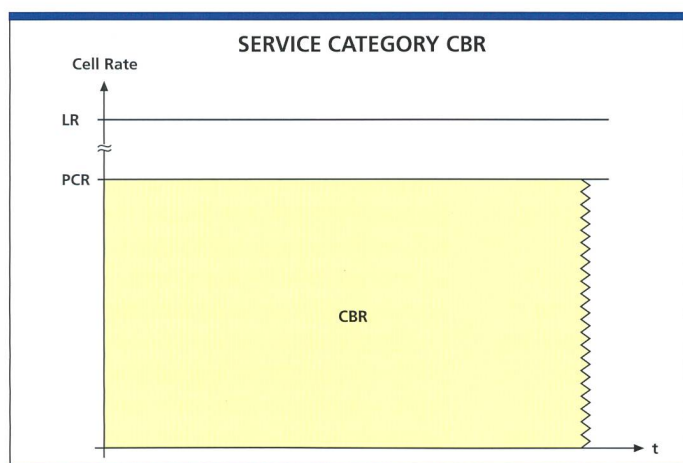 SERVICE CATEGORY CBR
Cell Rate
LR
PCR
CBR
t